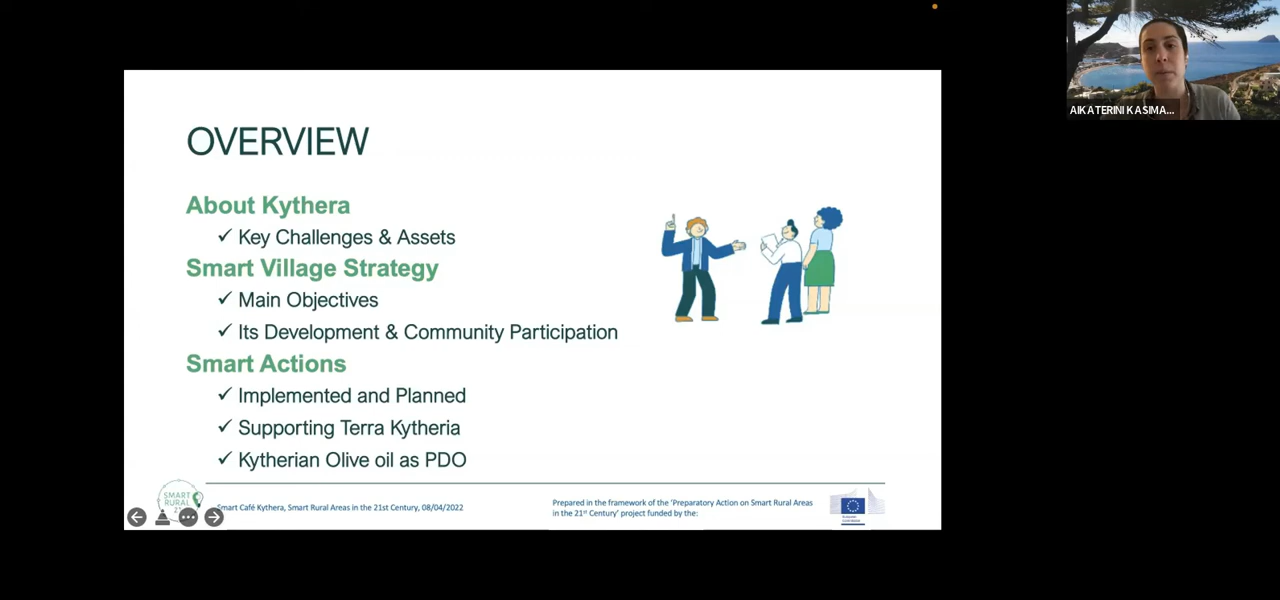 AIKATERINI KASIMA...
OVERVIEW
About Kythera
✓ Key Challenges & Assets
Smart Village Strategy
✓ Main Objectives
✓ Its Development & Community Participation
Smart Actions
✓ Implemented and Planned
✓ Supporting Terra Kytheria
✓ Kytherian Olive oil as PDO
SMART
RURAL
Smart Café Kythera, Smart Rural Areas in the 21st Century, 08/04/2022
Prepared in the framework of the 'Preparatory Action on Smart Rural Areas
in the 21st Century' project funded by the: